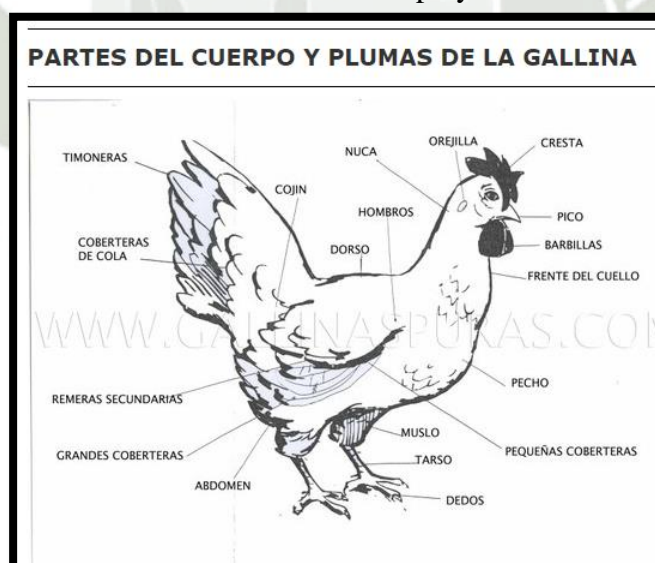 PARTES DEL CUERPO Y PLUMAS DE LA GALLINA
TIMONERAS
NUCA
OREJILLA
CRESTA
COJIN
HOMBROS
PICO
COBERTERAS
DE COLA
DORSO
BARBILLAS
FRENTE DEL CUELLO
WWW.GALLINASPURAS.COM
PECHO
REMERAS SECUNDARIAS
MUSLO
GRANDES COBERTERAS
TARSO
PEQUEÑAS COBERTERAS
ABDOMEN
DEDOS